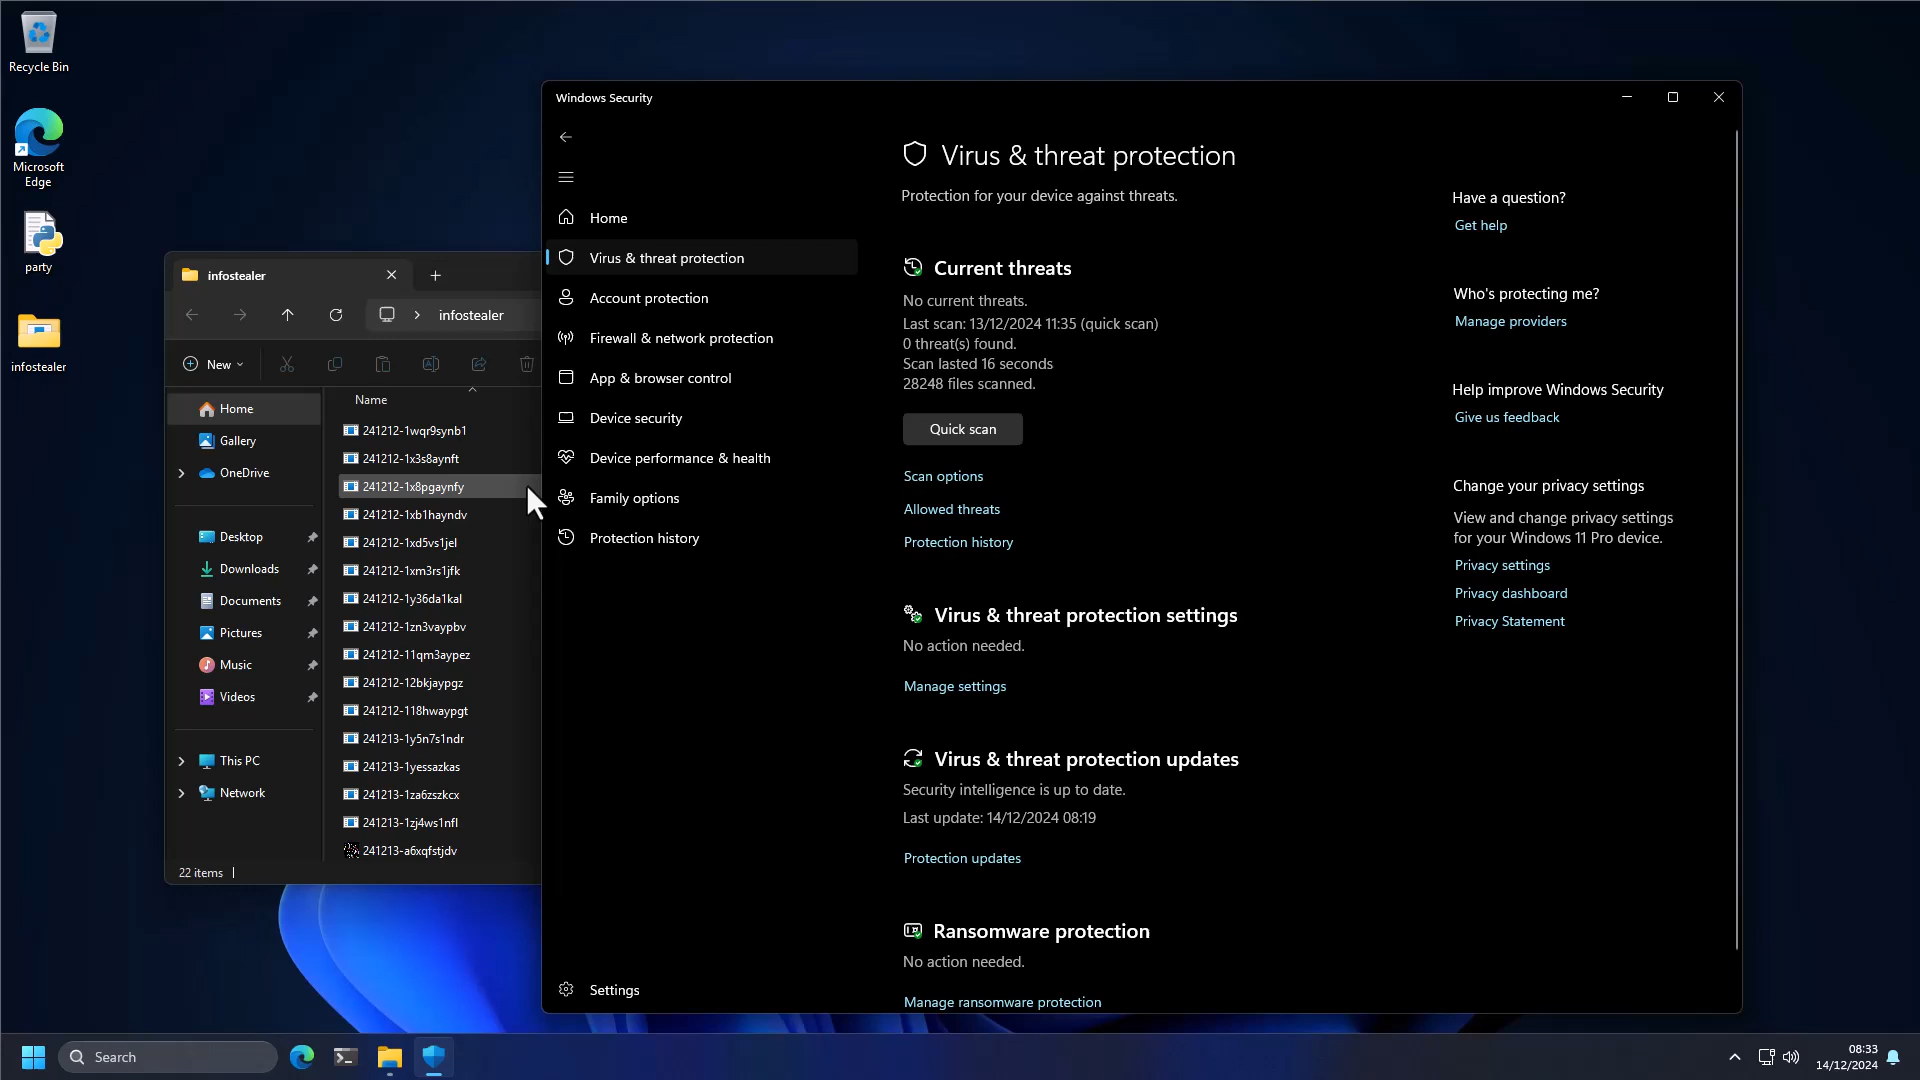 Recycle Bin
Microsoft
Edge
party
infostealer
infostealer
infostealer
New
Name
Home
Gallery
OneDrive
Desktop
Downloads
Documents
Pictures
Music
Videos
This PC
Network
241212-1wqr9synb1
241212-1x3s8aynft
241212-1x8pgaynfy
241212-1xb1hayndv
241212-1xd5vs1jel
241212-1xm3rs1jfk
241212-1y36da1kal
241212-1zn3vaypbv
241212-11qm3aypez
241212-12bkjaypgz
241212-118hwaypgt
241213-1y5n7s1ndr
241213-1yessazkas
241213-1za6zszkcx
241213-1zj4ws1nfl
241213-a6xqfstjdv
22 items
Windows Security
Home
Virus & threat protection
Account protection
Firewall & network protection
App & browser control
Device security
Device performance & health
Family options
Protection history
Settings
Virus & threat protection
Protection for your device against threats.
Current threats
No current threats.
Last scan: 13/12/2024 11:35 (quick scan)
0 threat(s) found.
Scan lasted 16 seconds
28248 files scanned.
Quick scan
Scan options
Allowed threats
Protection history
Virus & threat protection settings
No action needed.
Manage settings
Virus & threat protection updates
Security intelligence is up to date.
Last update: 14/12/2024 08:19
Protection updates
Ransomware protection
No action needed.
Manage ransomware protection
Have a question?
Get help
Who's protecting me?
Manage providers
Help improve Windows Security
Give us feedback
Change your privacy settings
View and change privacy settings
for your Windows 11 Pro device.
Privacy settings
Privacy dashboard
Privacy Statement
Search
08:33
14/12/2024